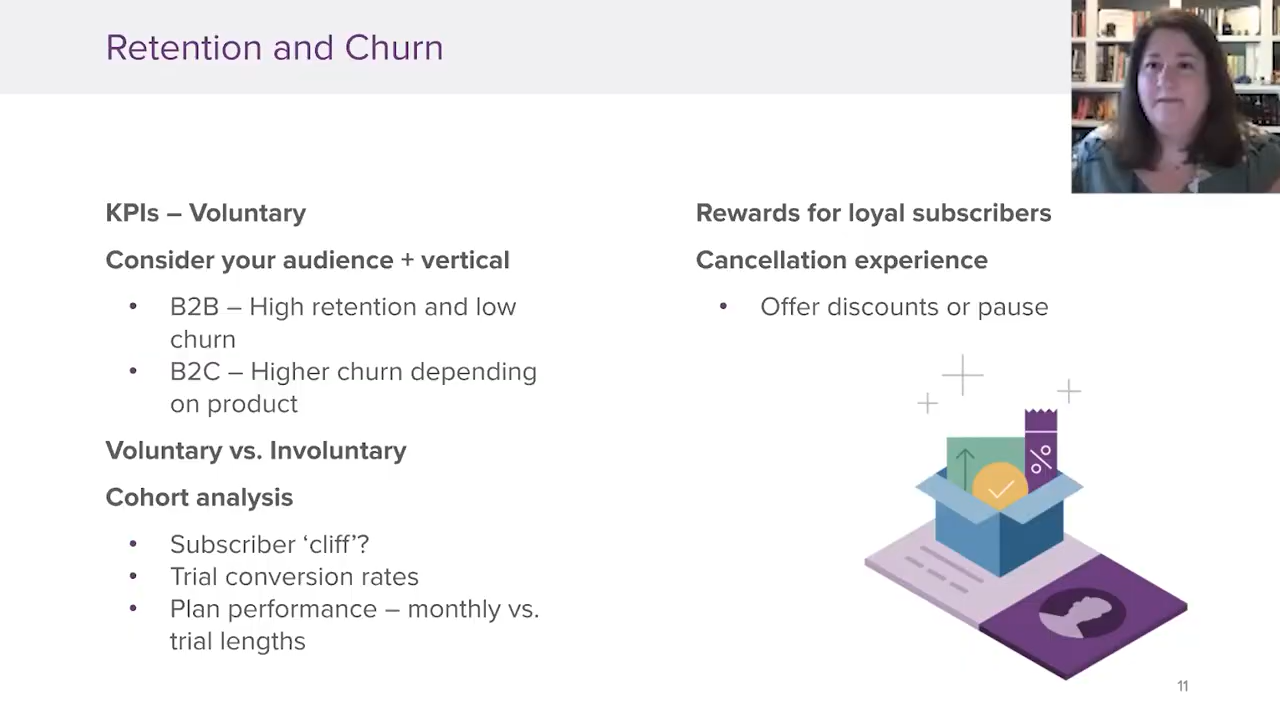 Retention and Churn
KPIs – Voluntary
Consider your audience + vertical
• B2B – High retention and low
churn
• B2C – Higher churn depending
on product
Voluntary vs. Involuntary
Cohort analysis
• Subscriber ‘cliff’?
• Trial conversion rates
• Plan performance – monthly vs.
trial lengths
Rewards for loyal subscribers
Cancellation experience
• Offer discounts or pause
%
11